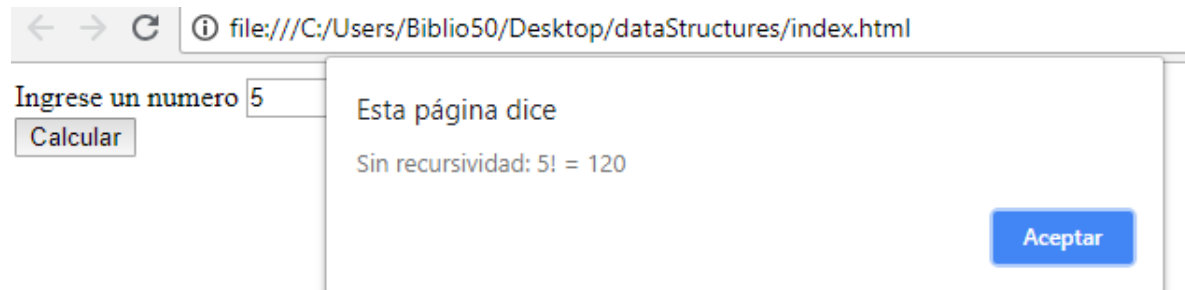 file:///C:/Users/Biblio50/Desktop/dataStructures/index.html
Ingrese un numero 5
Calcular
Esta página dice
Sin recursividad: 5! = 120
Aceptar